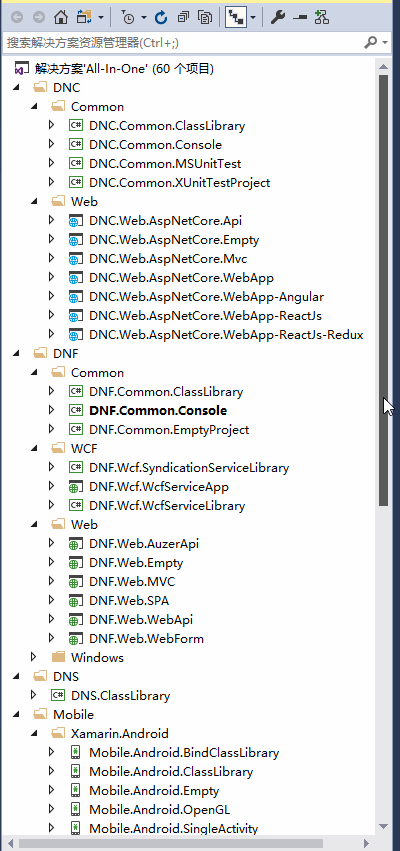 搜索解决方案资源管理器(Ctrl+;)
解决方案'All-In-One' (60 个项目)
DNC
Common
C# DNC.Common.ClassLibrary
C# DNC.Common.Console
C# DNC.Common.MSUnitTest
C# DNC.Common.XUnitTestProject
Web
DNC.Web.AspNetCore.Api
DNC.Web.AspNetCore.Empty
DNC.Web.AspNetCore.Mvc
DNC.Web.AspNetCore.WebApp
DNC.Web.AspNetCore.WebApp-Angular
DNC.Web.AspNetCore.WebApp-ReactJs
DNC.Web.AspNetCore.WebApp-ReactJs-Redux
DNF
Common
C# DNF.Common.ClassLibrary
C# DNF.Common.Console
C# DNF.Common.EmptyProject
WCF
C# DNF.Wcf.SyndicationServiceLibrary
DNF.Wcf.WcfServiceApp
C# DNF.Wcf.WcfServiceLibrary
Web
DNF.Web.AuzerApi
DNF.Web.Empty
DNF.Web.MVC
DNF.Web.SPA
DNF.Web.WebApi
DNF.Web.WebForm
Windows
DNS
C# DNS.ClassLibrary
Mobile
Xamarin.Android
Mobile.Android.BindClassLibrary
Mobile.Android.ClassLibrary
Mobile.Android.Empty
Mobile.Android.OpenGL
Mobile.Android.SingleActivity